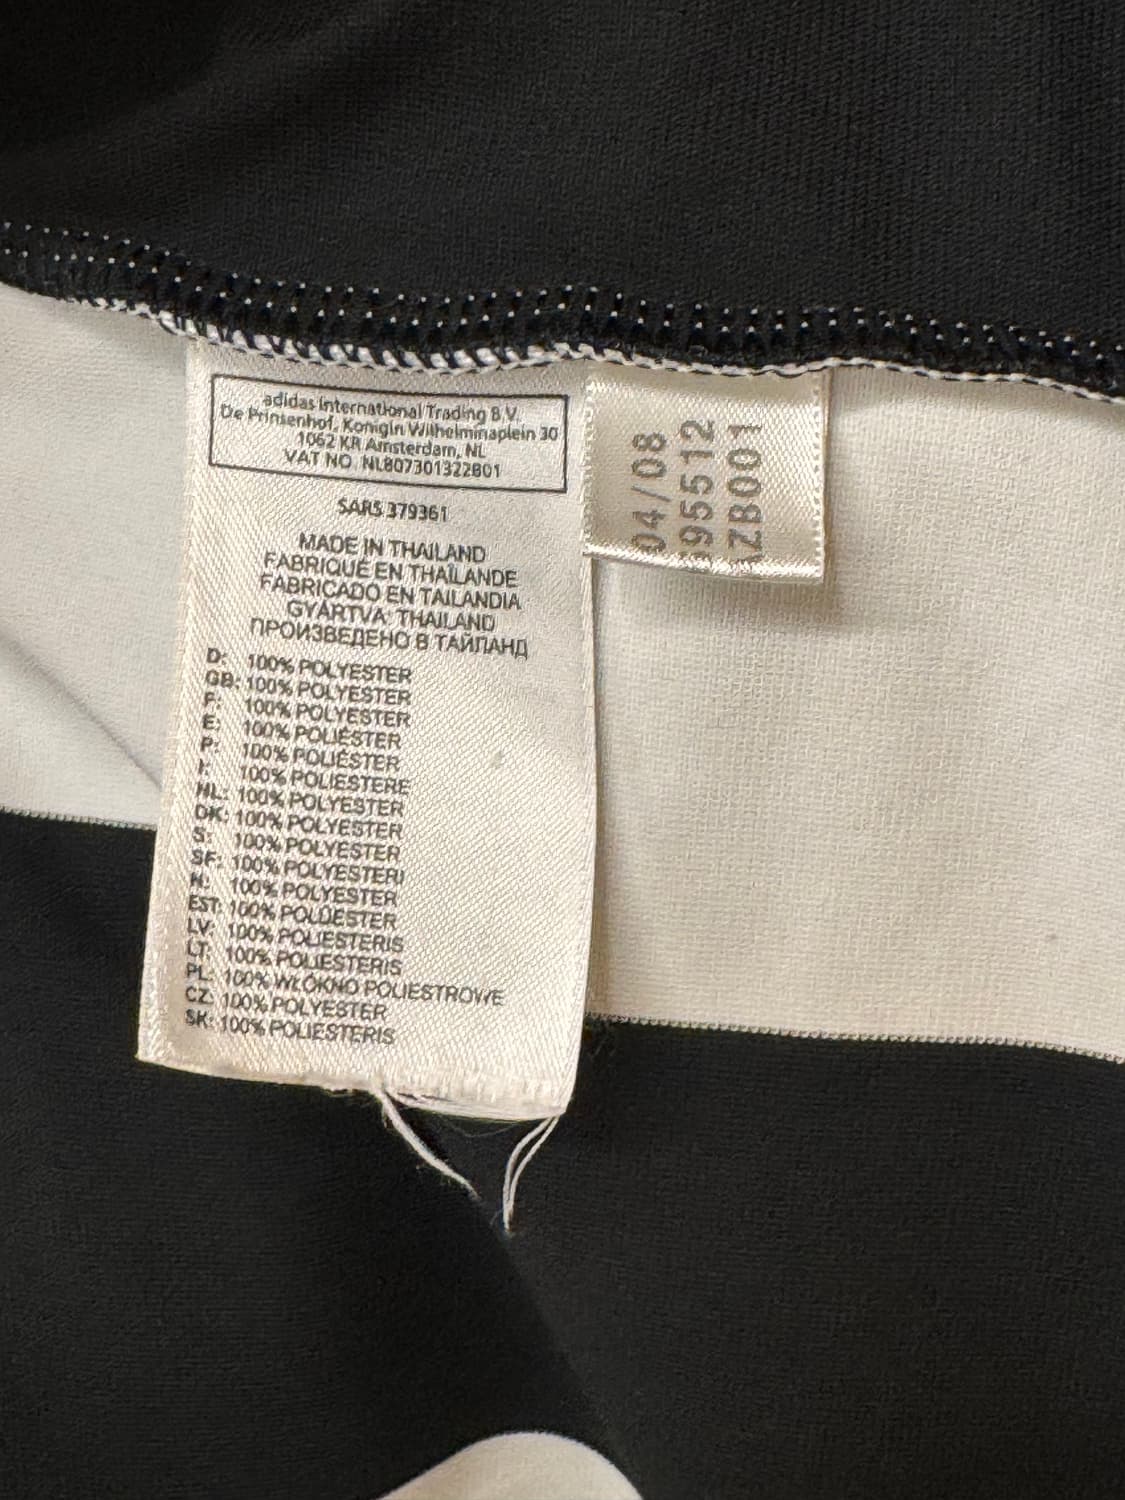 adidas International Trading B.V.
De Prinsenhof, Konigin Wilhelminaplein 30
1062 KR Amsterdam, NL
VAT NO. NL807301322B01
SARS 379361
MADE IN THAILAND
FABRIQUÉ EN THAÏLANDE
FABRICADO EN TAILANDIA
GYÁRTVA: THAILAND
ПРОИЗВЕДЕНО В ТАЙЛАНД
D: 100% POLYESTER
GB: 100% POLYESTER
F: 100% POLYESTER
E: 100% POLIÉSTER
P: 100% POLIÉSTER
I: 100% POLIESTERE
NL: 100% POLYESTER
DK: 100% POLYESTER
S: 100% POLYESTER
SF: 100% POLYESTERI
N: 100% POLYESTER
EST: 100% POLÜESTER
LV: 100% POLIESTERIS
LT: 100% POLIESTERIS
PL: 100% WŁÓKNO POLIESTROWE
CZ: 100% POLYESTER
SK: 100% POLIESTERIS
04/08
95512
ZB001